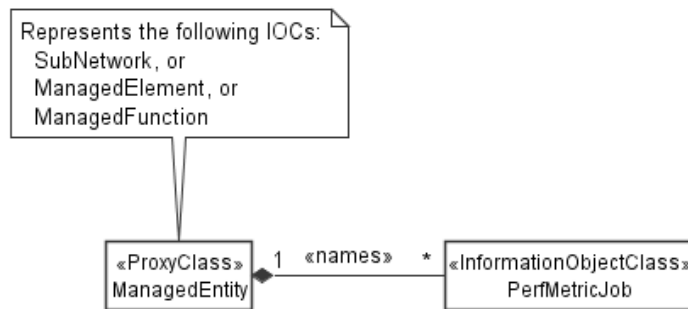 Represents the following IOCs:
SubNetwork, or
ManagedElement, or
ManagedFunction
«ProxyClass»
ManagedEntity
1
«names»
*
«InformationObjectClass»
PerfMetricJob